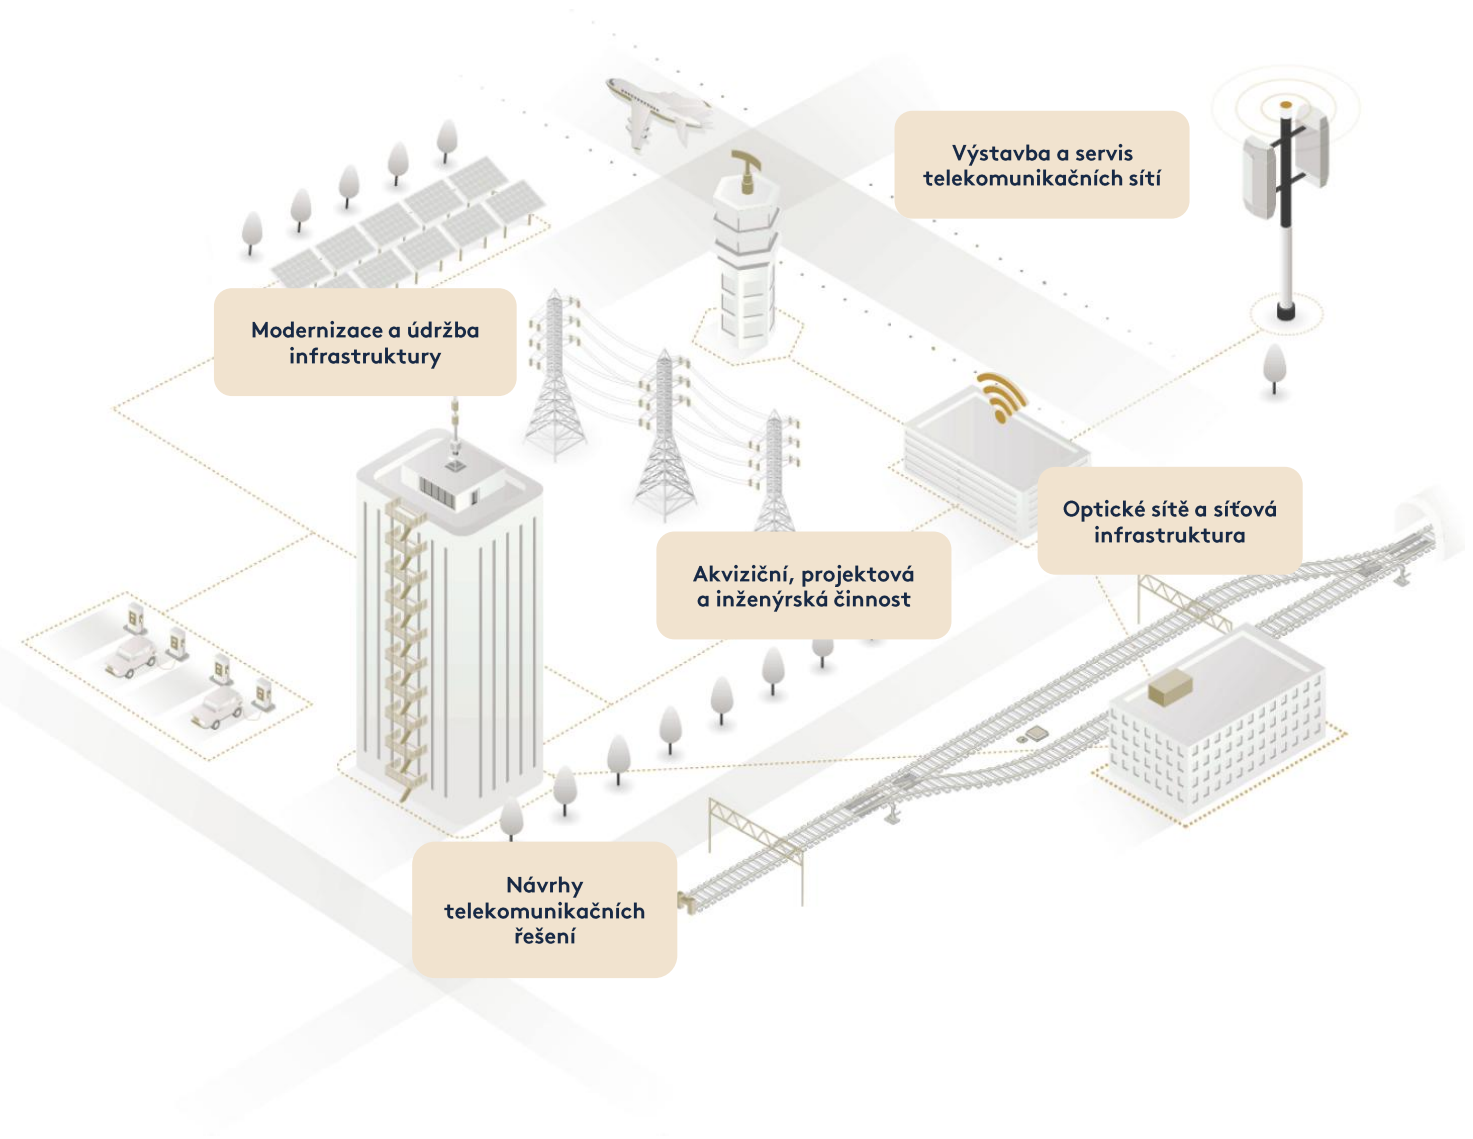 Výstavba a servis
telekomunikačních sítí
Modernizace a údržba
infrastruktury
Optické sítě a síťová
infrastruktura
Akviziční, projektová
a inženýrská činnost
Návrhy
telekomunikačních
řešení